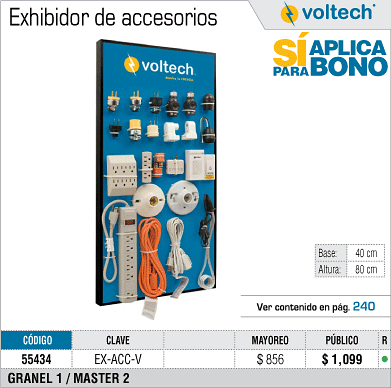 Exhibidor de accesorios
voltech
SÍ APLICA
PARA BONO
voltech
Base: 40 cm
Altura: 80 cm
Ver contenido en pág. 240
CÓDIGO CLAVE MAYOREO PÚBLICO R
55434 EX-ACC-V $ 856 $ 1,099
GRANEL 1 / MASTER 2